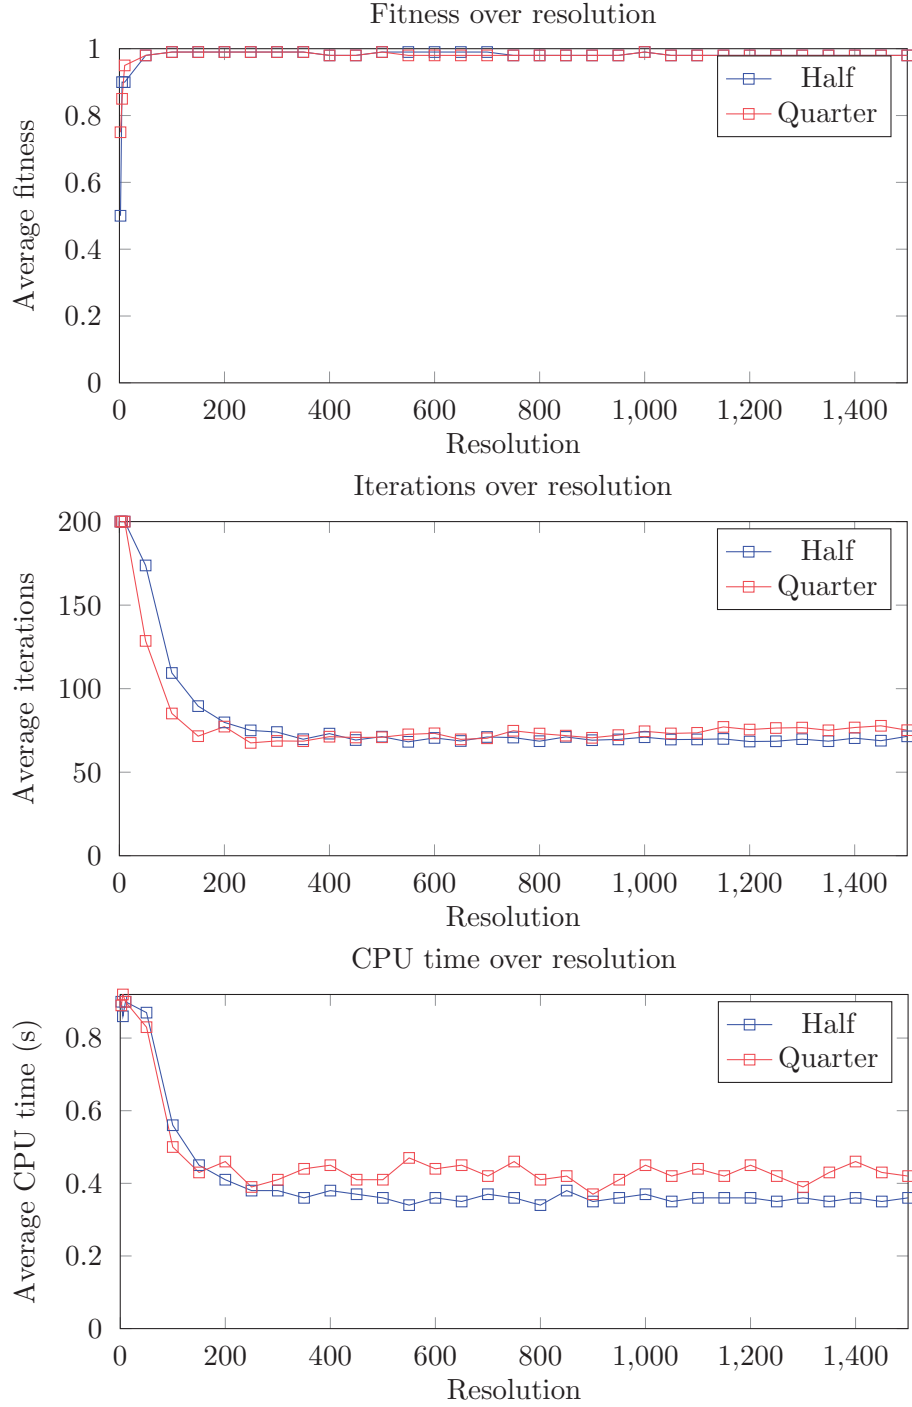 Fitness over resolution
1
0.8
0.6
0.4
0.2
0
Average fitness
Half
Quarter
0 200 400 600 800 1,000 1,200 1,400
Resolution
Iterations over resolution
200
150
100
50
0
Average iterations
Half
Quarter
0 200 400 600 800 1,000 1,200 1,400
Resolution
CPU time over resolution
0.8
0.6
0.4
0.2
0
Average CPU time (s)
Half
Quarter
0 200 400 600 800 1,000 1,200 1,400
Resolution